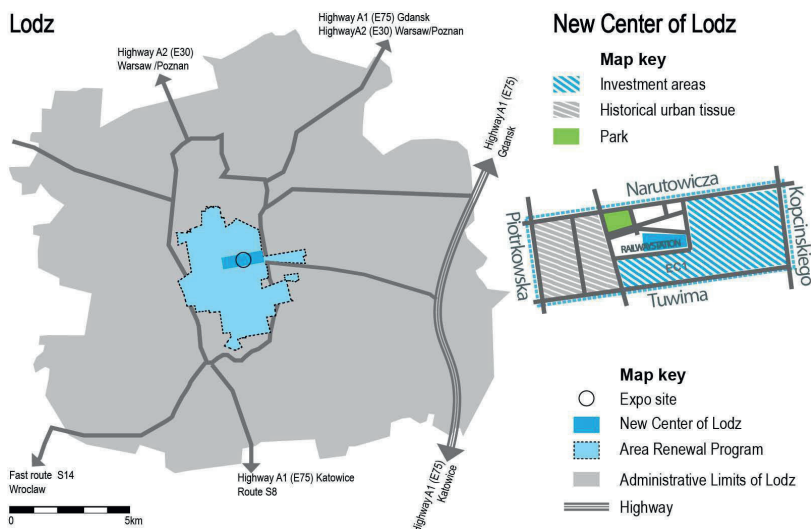 Lodz
Highway A2 (E30)
Warsaw /Poznan
Highway A1 (E75) Gdansk
HighwayA2 (E30) Warsaw/Poznan
Highway A1 (E75)
Gdansk
Fast route S14
Wroclaw
Highway A1 (E75) Katowice
Route S8
Highway A1 (E75)
Katowice
0
5km
New Center of Lodz
Map key
Investment areas
Historical urban tissue
Park
Narutowicza
Kopcinskiego
Piotrkowska
RAILWAYSTATION
EC1
Tuwima
Map key
Expo site
New Center of Lodz
Area Renewal Program
Administrative Limits of Lodz
Highway